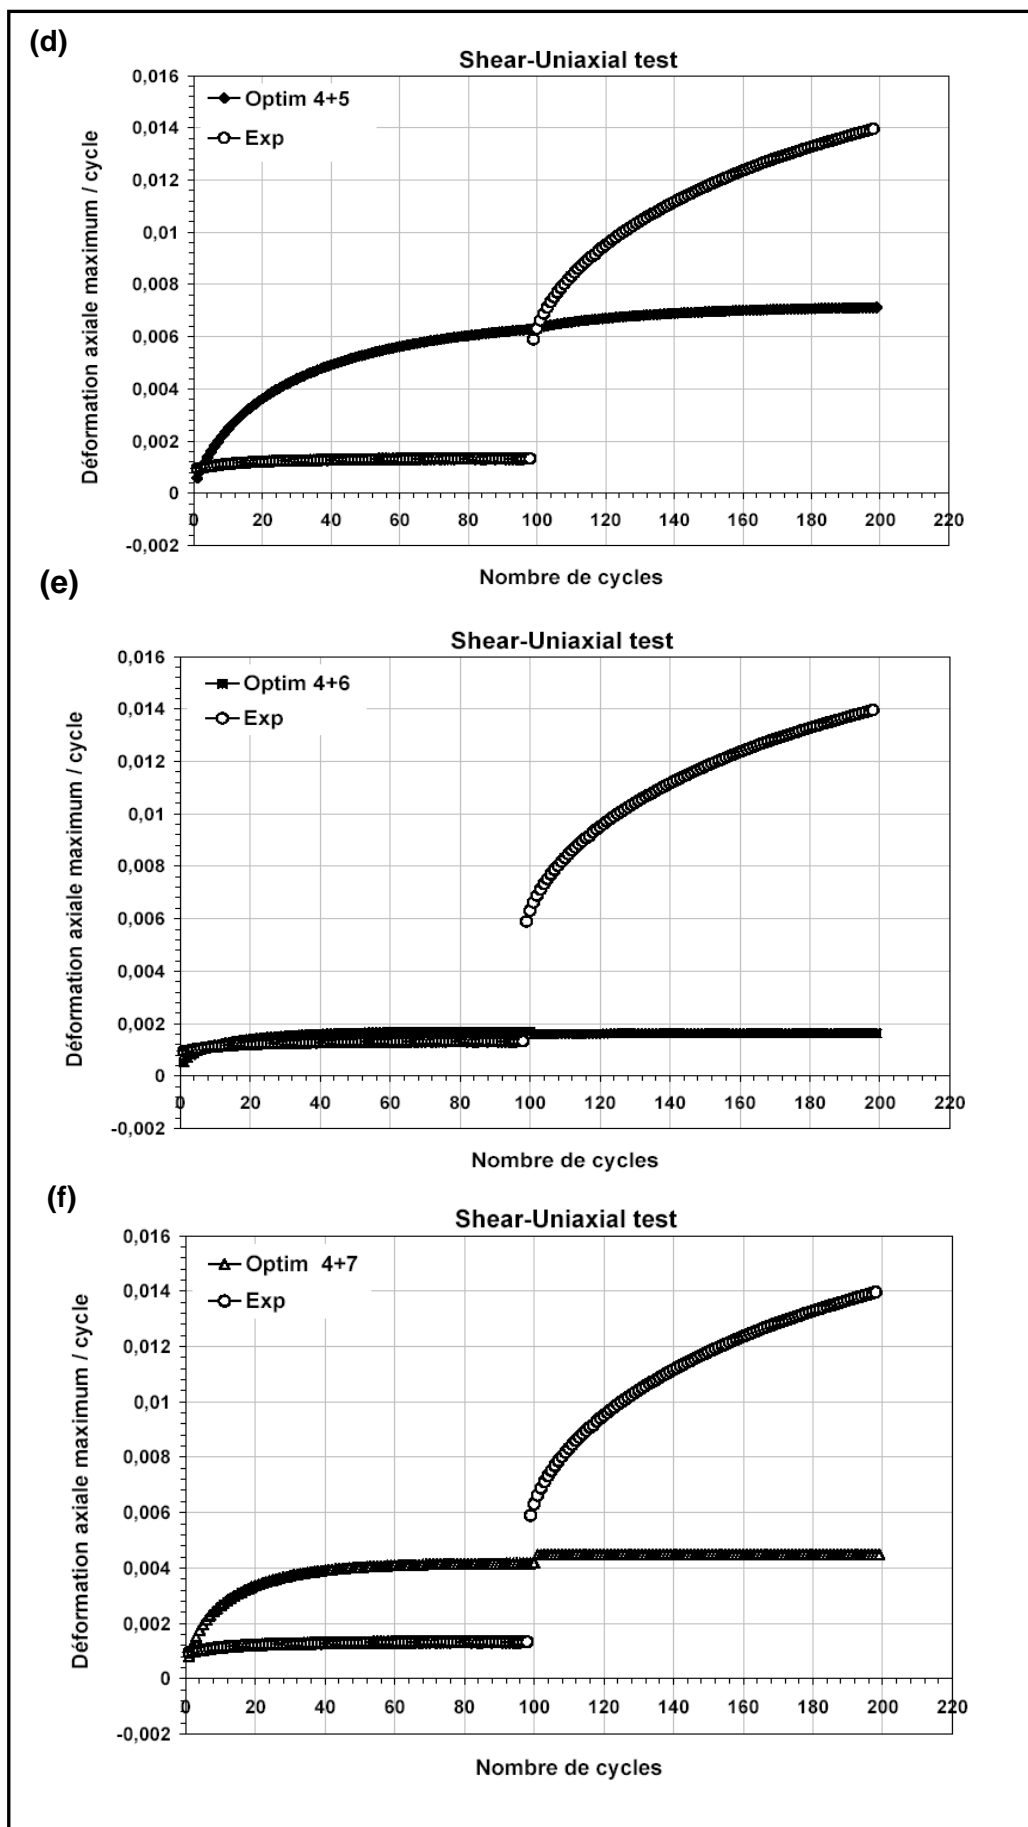 (d)
Shear-Uniaxial test
Déformation axiale maximum / cycle
0,016
0,014
0,012
0,01
0,008
0,006
0,004
0,002
0
-0,002
Optim 4+5
Exp
0 20 40 60 80 100 120 140 160 180 200 220
Nombre de cycles
(e)
Shear-Uniaxial test
Déformation axiale maximum / cycle
0,016
0,014
0,012
0,01
0,008
0,006
0,004
0,002
0
-0,002
Optim 4+6
Exp
0 20 40 60 80 100 120 140 160 180 200 220
Nombre de cycles
(f)
Shear-Uniaxial test
Déformation axiale maximum / cycle
0,016
0,014
0,012
0,01
0,008
0,006
0,004
0,002
0
-0,002
Optim 4+7
Exp
0 20 40 60 80 100 120 140 160 180 200 220
Nombre de cycles